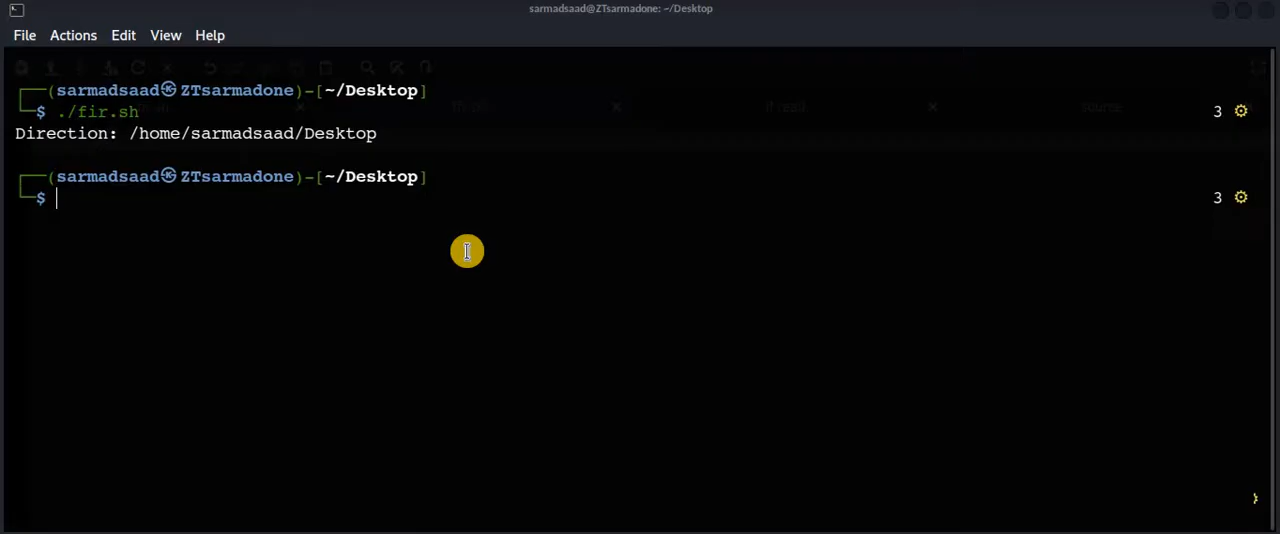 sarmadsaad@ZTsarmadone: ~/Desktop
File Actions Edit View Help
┌──(sarmadsaad㉿ZTsarmadone)-[~/Desktop]
└─$ ./fir.sh 3 ⚙
Direction: /home/sarmadsaad/Desktop
┌──(sarmadsaad㉿ZTsarmadone)-[~/Desktop]
└─$ 3 ⚙